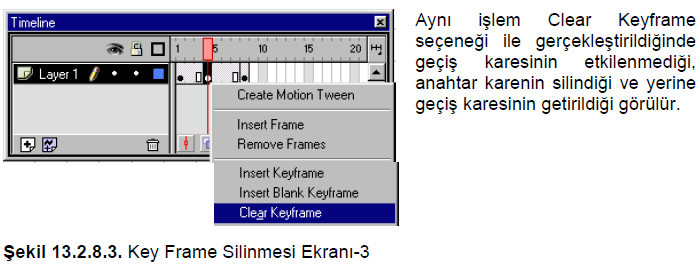 Timeline
1 5 10 15 20
Layer 1
Create Motion Tween
Insert Frame
Remove Frames
Insert Keyframe
Insert Blank Keyframe
Clear Keyframe
Aynı işlem Clear Keyframe
seçeneği ile gerçekleştirildiğinde
geçiş karesinin etkilenmediği,
anahtar karenin silindiği ve yerine
geçiş karesinin getirildiği görülür.
Şekil 13.2.8.3. Key Frame Silinmesi Ekranı-3